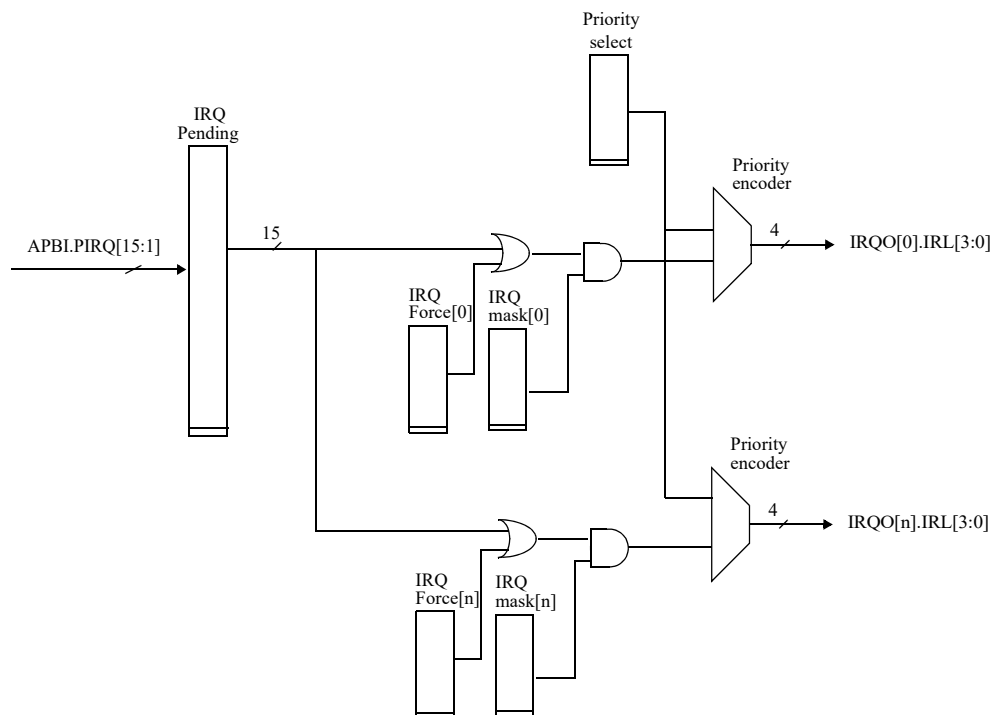 Priority
select
IRQ
Pending
Priority
encoder
15
APBI.PIRQ[15:1]
4
IRQO[0].IRL[3:0]
IRQ
Force[0]
IRQ
mask[0]
Priority
encoder
4
IRQO[n].IRL[3:0]
IRQ
Force[n]
IRQ
mask[n]